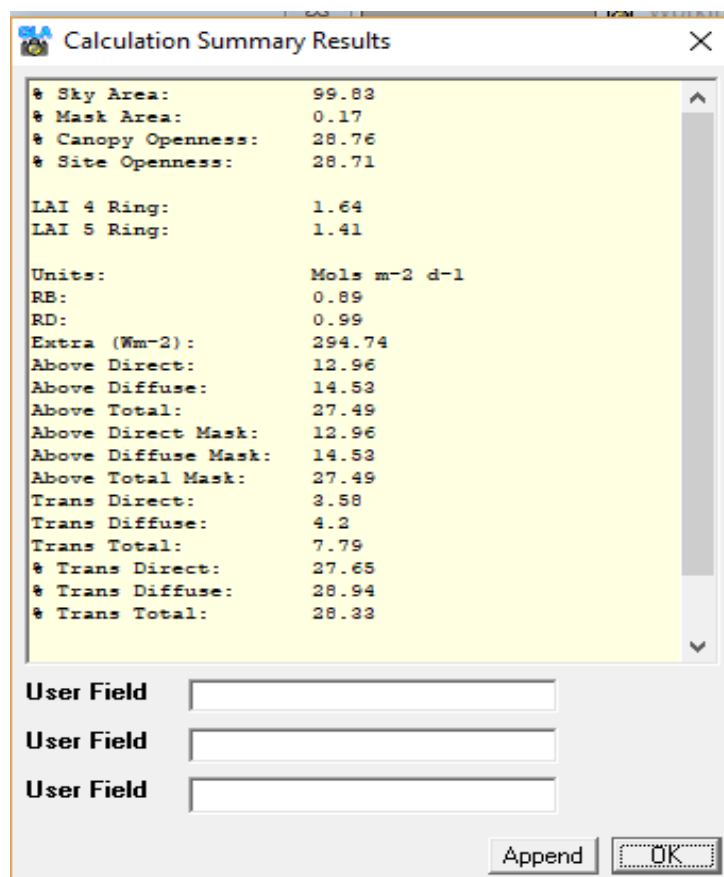 GLA
Calculation Summary Results
% Sky Area: 99.83
% Mask Area: 0.17
% Canopy Openness: 28.76
% Site Openness: 28.71
LAI 4 Ring: 1.64
LAI 5 Ring: 1.41
Units: Mols m-2 d-1
RB: 0.89
RD: 0.99
Extra (Wm-2): 294.74
Above Direct: 12.96
Above Diffuse: 14.53
Above Total: 27.49
Above Direct Mask: 12.96
Above Diffuse Mask: 14.53
Above Total Mask: 27.49
Trans Direct: 3.58
Trans Diffuse: 4.2
Trans Total: 7.79
% Trans Direct: 27.65
% Trans Diffuse: 28.94
% Trans Total: 28.33
User Field
User Field
User Field
Append OK